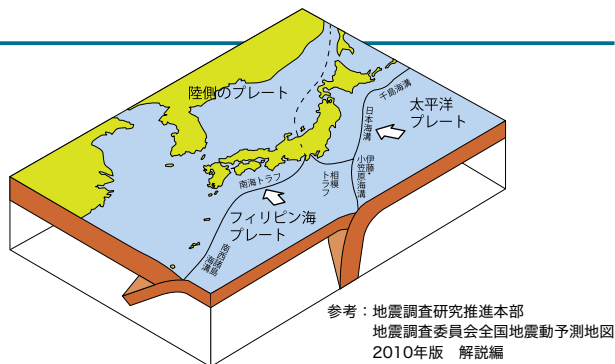 陸側のプレート
千島海溝
太平洋
プレート
日本海溝
伊藤・
小笠原海溝
相模
トラフ
南海トラフ
フィリピン海
プレート
南西諸島
海溝
参考：地震調査研究推進本部
地震調査委員会全国地震動予測地図
2010年版　解説編